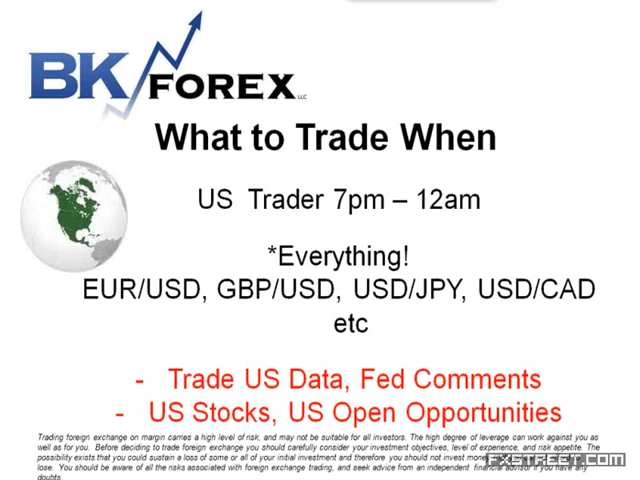 BK FOREX LLC
What to Trade When
US Trader 7pm – 12am
*Everything!
EUR/USD, GBP/USD, USD/JPY, USD/CAD
etc
- Trade US Data, Fed Comments
- US Stocks, US Open Opportunities
Trading foreign exchange on margin carries a high level of risk, and may not be suitable for all investors. The high degree of leverage can work against you as
well as for you. Before deciding to trade foreign exchange you should carefully consider your investment objectives, level of experience, and risk appetite. The
possibility exists that you could sustain a loss of some or all of your initial investment and therefore you should not invest money
lose. You should be aware of all the risks associated with foreign exchange trading, and seek advice from an independent financial advisor if you have any
doubts.
FXSTREET.COM